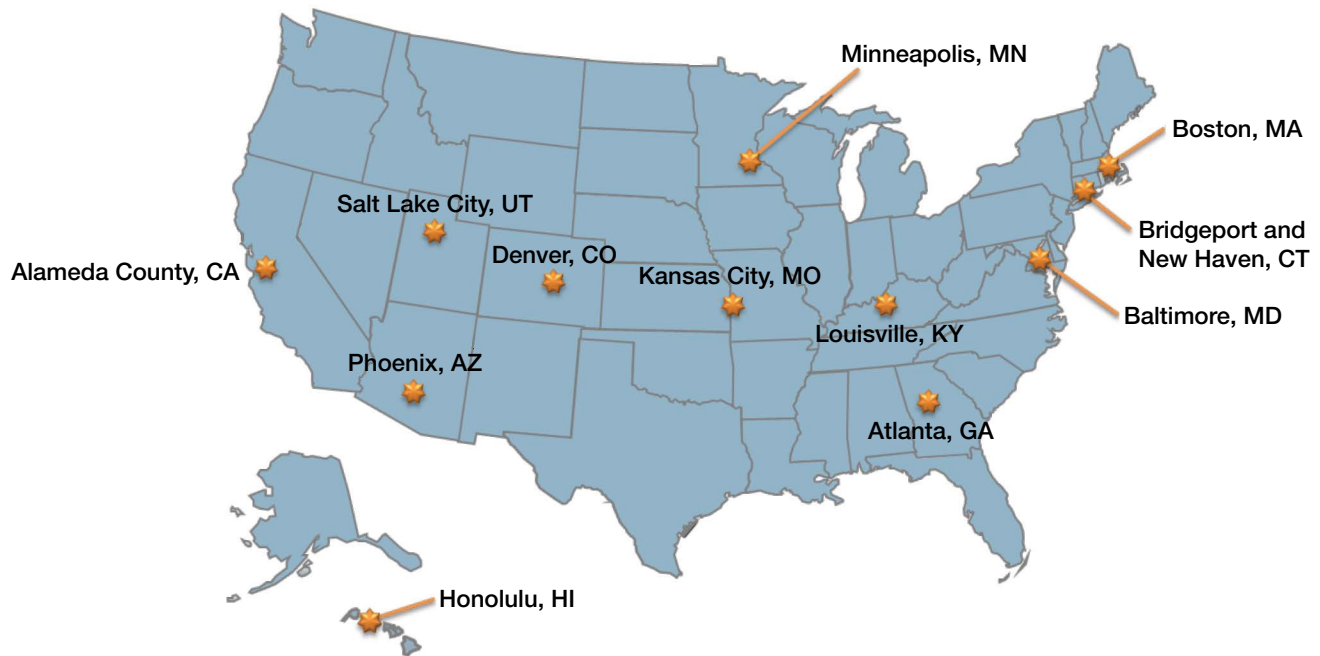 Minneapolis, MN
Boston, MA
Salt Lake City, UT
Bridgeport and
New Haven, CT
Denver, CO
Alameda County, CA
Kansas City, MO
Baltimore, MD
Louisville, KY
Phoenix, AZ
Atlanta, GA
Honolulu, HI